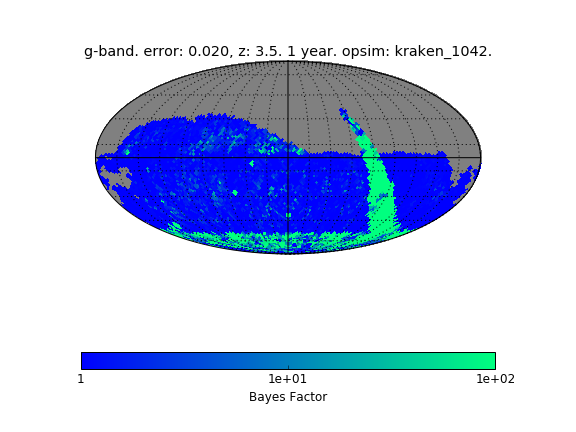 g-band. error: 0.020, z: 3.5. 1 year. opsim: kraken_1042.
1 1e+01 1e+02
Bayes Factor